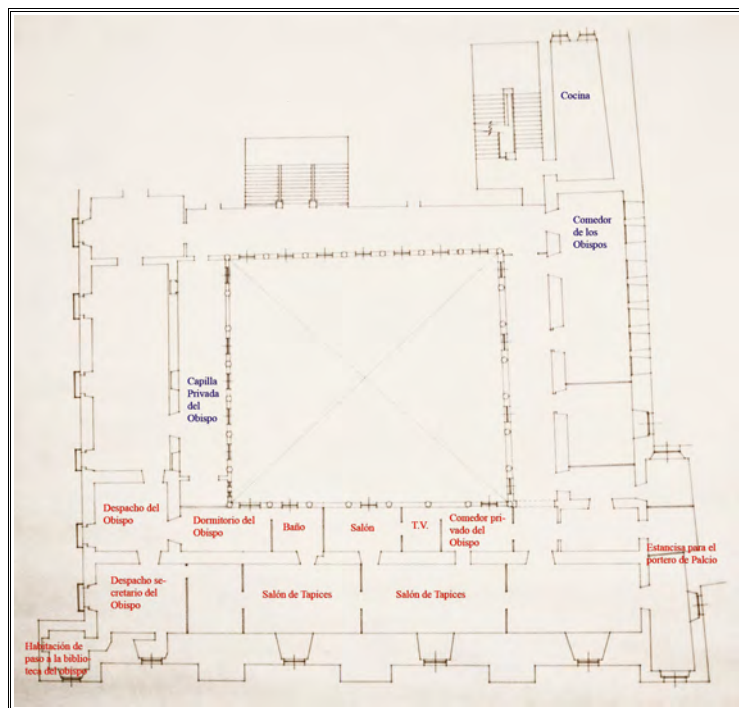 Cocina
Comedor
de los
Obispos
Capilla
Privada
del
Obispo
Despacho del
Obispo
Dormitorio del
Obispo
Baño
Salón
T.V.
Comedor pri-
vado del
Obispo
Estancisa para el
portero de Palcio
Despacho se-
cretario del
Obispo
Salón de Tapices
Salón de Tapices
Habitación de
paso a la biblio-
teca del obispo